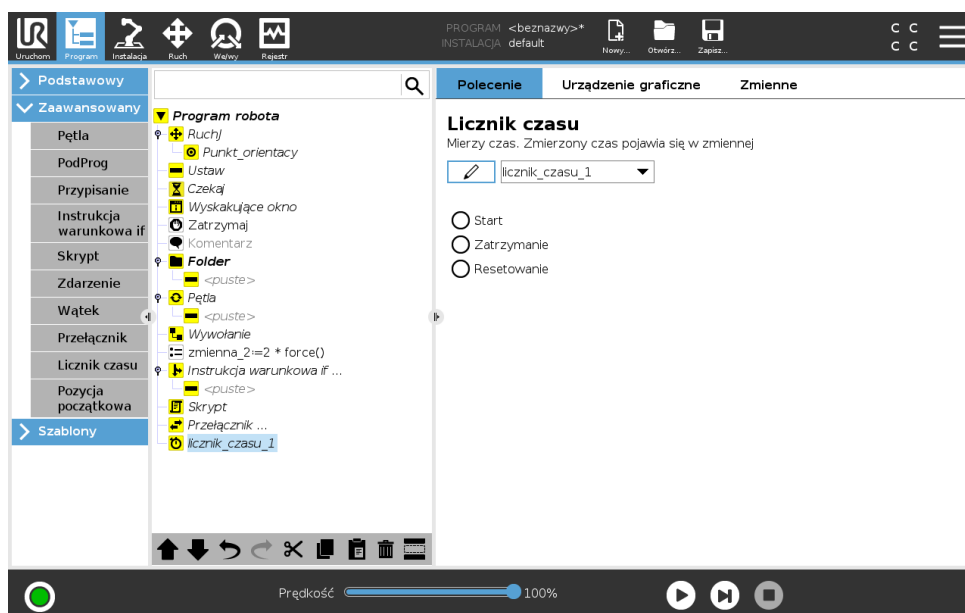 UR
Uruchom
Program
Instalacja
Ruch
We/wy
Rejestr
PROGRAM <beznazwy>*
INSTALACJA default
Nowy...
Otwórz...
Zapisz...
C C
C C
Podstawowy
Zaawansowany
Pętla
PodProg
Przypisanie
Instrukcja
warunkowa if
Skrypt
Zdarzenie
Wątek
Przełącznik
Licznik czasu
Pozycja
początkowa
Szablony
Program robota
RuchJ
Punkt_orientacy
Ustaw
Czekaj
Wyskakujące okno
Zatrzymaj
Komentarz
Folder
<puste>
Pętla
<puste>
Wywołanie
zmienna_2:=2 * force()
Instrukcja warunkowa if ...
<puste>
Skrypt
Przełącznik ...
licznik_czasu_1
Polecenie
Urządzenie graficzne
Zmienne
Licznik czasu
Mierzy czas. Zmierzony czas pojawia się w zmiennej
licznik_czasu_1
Start
Zatrzymanie
Resetowanie
Prędkość
100%